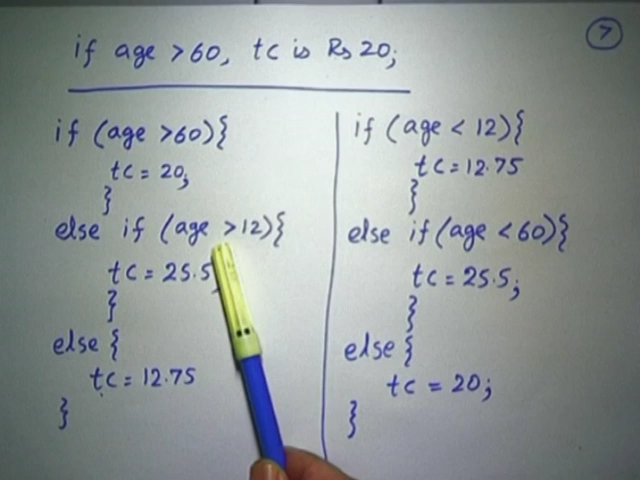 7
if age >60, tc is Rs 20;
if (age >60){
tc = 20;
}
else if (age >12){
tc = 25.5
}
else {
tc = 12.75
}
if (age < 12){
tc = 12.75
}
else if (age < 60){
tc = 25.5;
}
else {
tc = 20;
}